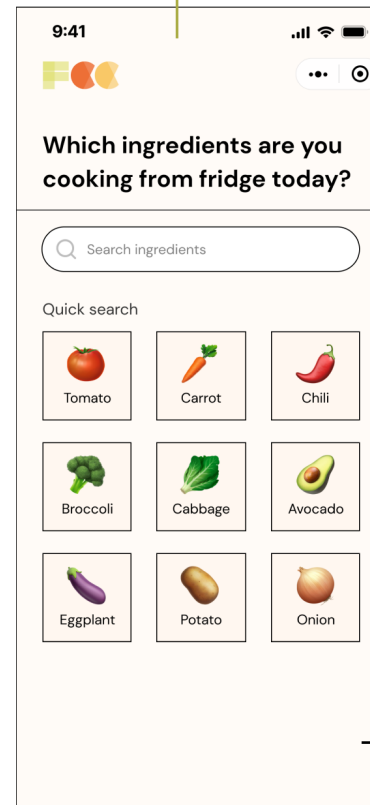 9:41
FCC
Which ingredients are you
cooking from fridge today?
Search ingredients
Quick search
Tomato
Carrot
Chili
Broccoli
Cabbage
Avocado
Eggplant
Potato
Onion